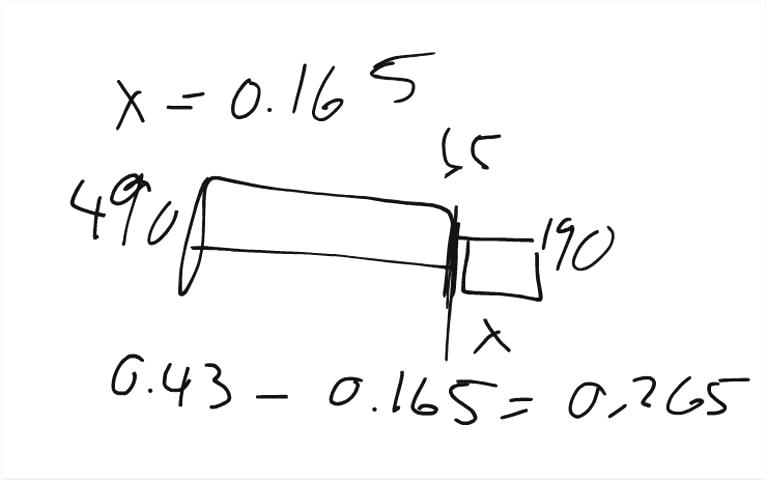 x = 0.165
55
490
190
x
0.43 - 0.165 = 0.265